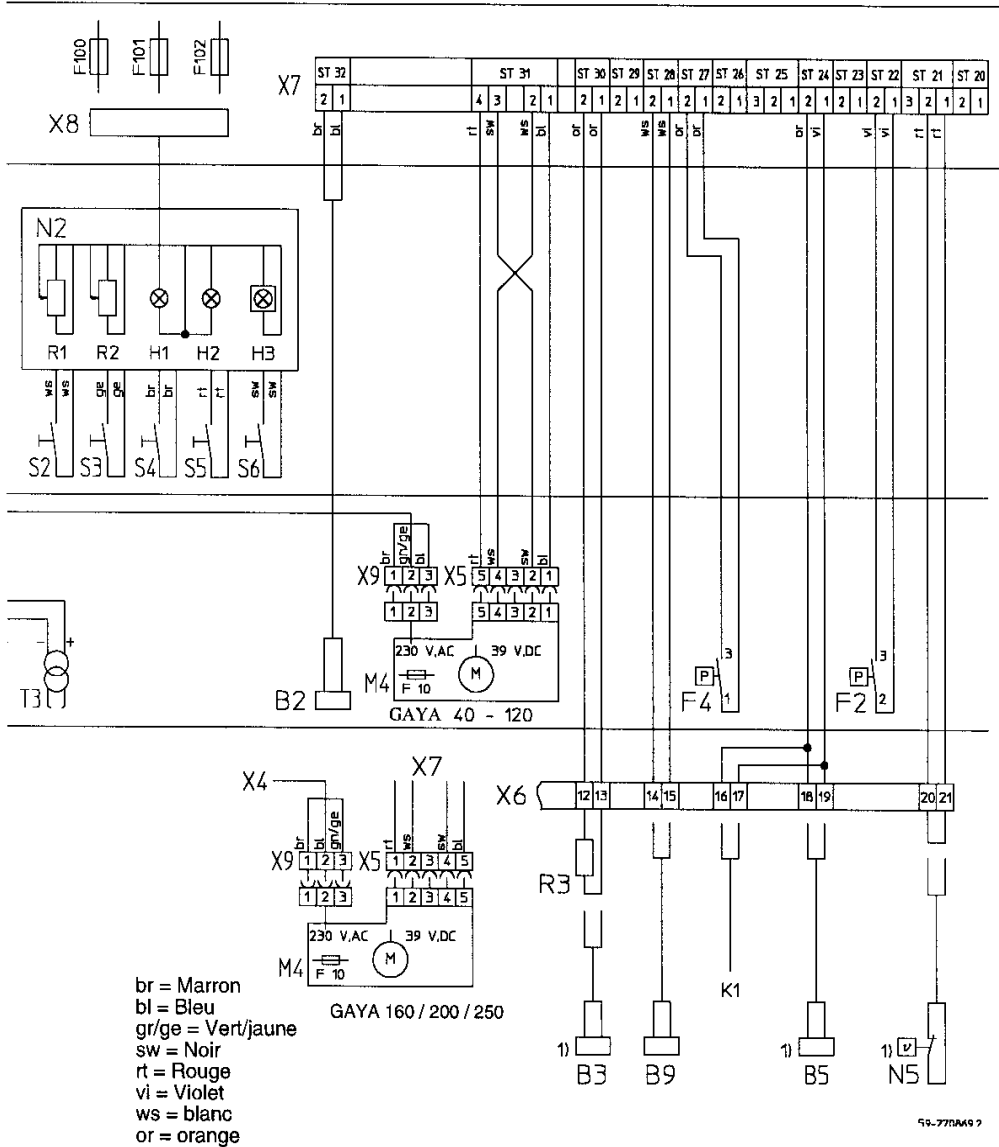 F100 F101 F102
X8
X7
ST 32 ST 31 ST 30 ST 29 ST 28 ST 27 ST 26 ST 25 ST 24 ST 23 ST 22 ST 21 ST 20
2 1 4 3 2 1 2 1 2 1 2 1 2 1 2 1 3 2 1 2 1 2 1 2 1 3 2 1 2 1
br bl rt sw ws bl or or ws ws or or or vi vi vi rt rt
N2
R1 R2 H1 H2 H3
ws ws ge ge br br rt rt sw sw
S2 S3 S4 S5 S6
br gn/ge bl rt ws sw bl
X9 1 2 3 X5 5 4 3 2 1
1 2 3 5 4 3 2 1
230 V,AC 39 V,DC
M4 F 10 M
GAYA 40 - 120
- +
T3
B2
P 3 1
F4
P 3 2
F2
X4 X7
X6 12 13 14 15 16 17 18 19 20 21
br bl gn/ge rt ws sw bl
X9 1 2 3 X5 1 2 3 4 5
1 2 3 1 2 3 4 5
230 V,AC 39 V,DC
M4 F 10 M
GAYA 160 / 200 / 250
R3
K1
1) B3
B9
1) B5
1) N5
br = Marron
bl = Bleu
gr/ge = Vert/jaune
sw = Noir
rt = Rouge
vi = Violet
ws = blanc
or = orange